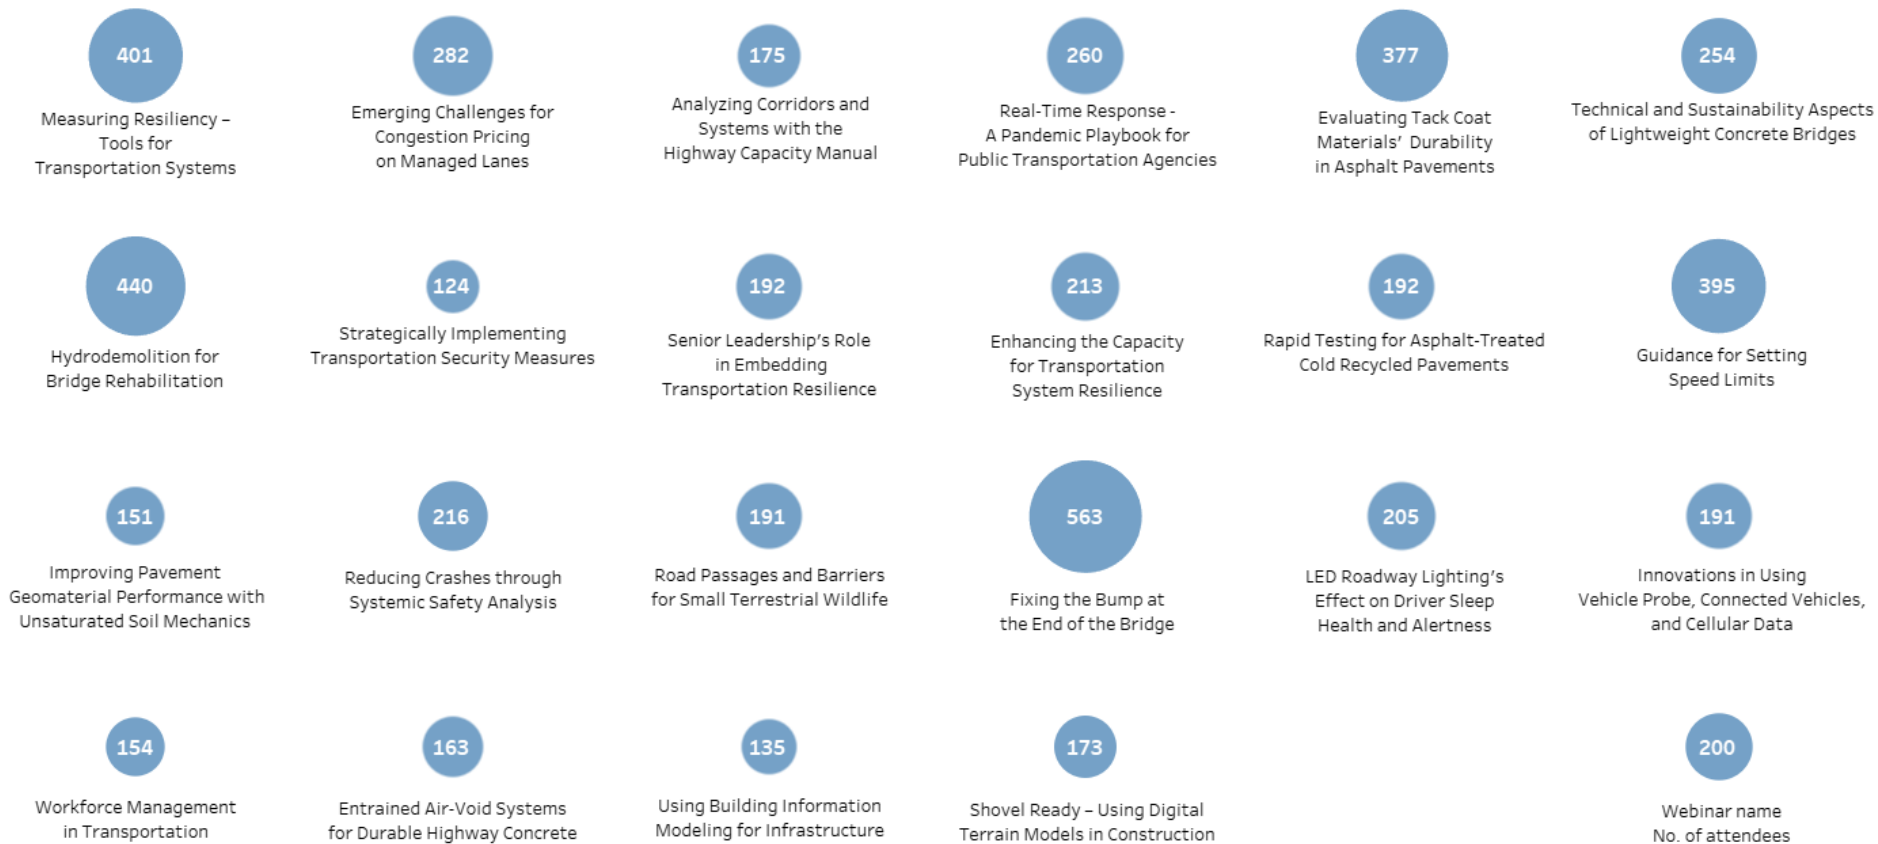 401
Measuring Resiliency –
Tools for
Transportation Systems
282
Emerging Challenges for
Congestion Pricing
on Managed Lanes
175
Analyzing Corridors and
Systems with the
Highway Capacity Manual
260
Real-Time Response -
A Pandemic Playbook for
Public Transportation Agencies
377
Evaluating Tack Coat
Materials’ Durability
in Asphalt Pavements
254
Technical and Sustainability Aspects
of Lightweight Concrete Bridges
440
Hydrodemolition for
Bridge Rehabilitation
124
Strategically Implementing
Transportation Security Measures
192
Senior Leadership’s Role
in Embedding
Transportation Resilience
213
Enhancing the Capacity
for Transportation
System Resilience
192
Rapid Testing for Asphalt-Treated
Cold Recycled Pavements
395
Guidance for Setting
Speed Limits
151
Improving Pavement
Geomaterial Performance with
Unsaturated Soil Mechanics
216
Reducing Crashes through
Systemic Safety Analysis
191
Road Passages and Barriers
for Small Terrestrial Wildlife
563
Fixing the Bump at
the End of the Bridge
205
LED Roadway Lighting’s
Effect on Driver Sleep
Health and Alertness
191
Innovations in Using
Vehicle Probe, Connected Vehicles,
and Cellular Data
154
Workforce Management
in Transportation
163
Entrained Air-Void Systems
for Durable Highway Concrete
135
Using Building Information
Modeling for Infrastructure
173
Shovel Ready – Using Digital
Terrain Models in Construction
200
Webinar name
No. of attendees